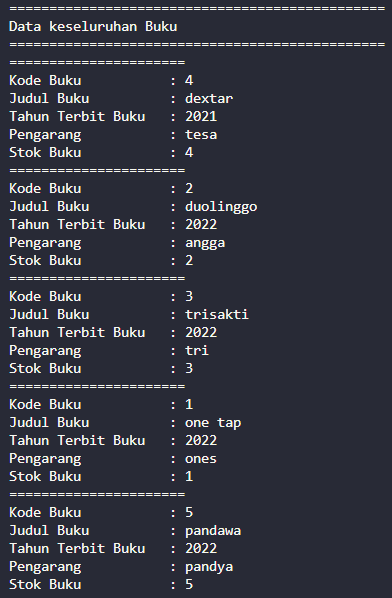 ===============================================
Data keseluruhan Buku
===============================================
======================
Kode Buku : 4
Judul Buku : dextar
Tahun Terbit Buku : 2021
Pengarang : tesa
Stok Buku : 4
======================
Kode Buku : 2
Judul Buku : duolinggo
Tahun Terbit Buku : 2022
Pengarang : angga
Stok Buku : 2
======================
Kode Buku : 3
Judul Buku : trisakti
Tahun Terbit Buku : 2022
Pengarang : tri
Stok Buku : 3
======================
Kode Buku : 1
Judul Buku : one tap
Tahun Terbit Buku : 2022
Pengarang : ones
Stok Buku : 1
======================
Kode Buku : 5
Judul Buku : pandawa
Tahun Terbit Buku : 2022
Pengarang : pandya
Stok Buku : 5